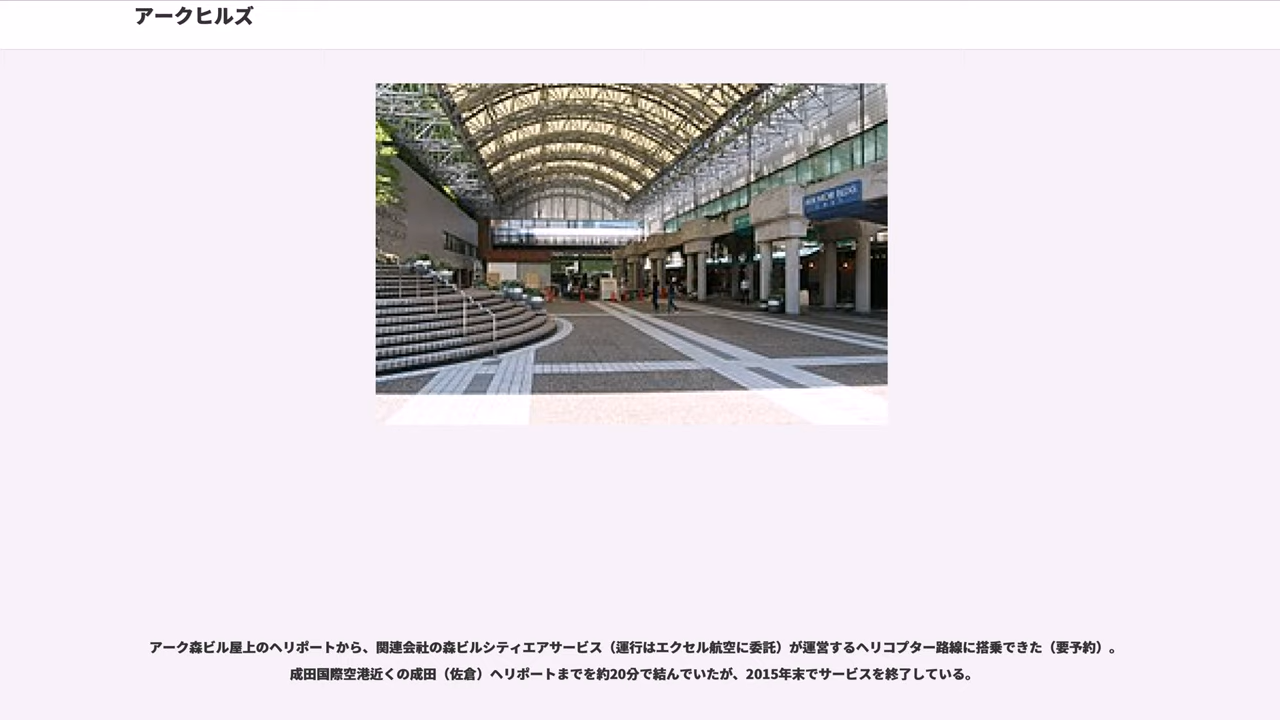 アークヒルズ
ARK MORI BLDG
アーク森ビル屋上のヘリポートから、関連会社の森ビルシティエアサービス（運行はエクセル航空に委託）が運営するヘリコプター路線に搭乗できた（要予約）。
成田国際空港近くの成田（佐倉）ヘリポートまでを約20分で結んでいたが、2015年末でサービスを終了している。